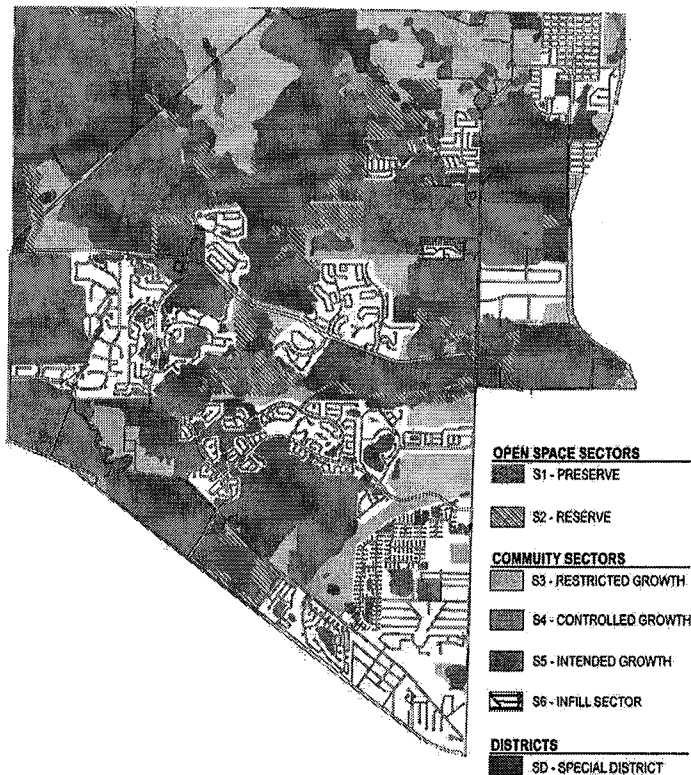 OPEN SPACE SECTORS
S1 - PRESERVE
S2 - RESERVE
COMMUITY SECTORS
S3 - RESTRICTED GROWTH
S4 - CONTROLLED GROWTH
S5 - INTENDED GROWTH
S6 - INFILL SECTOR
DISTRICTS
SD - SPECIAL DISTRICT